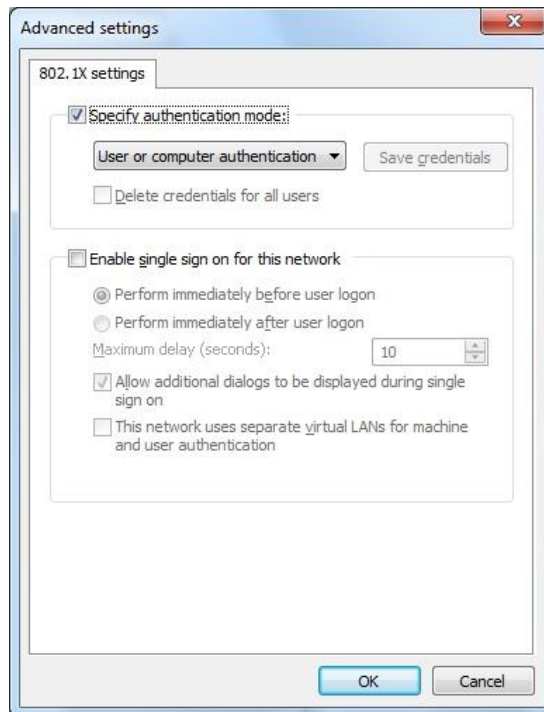 Advanced settings
802.1X settings
Specify authentication mode:
User or computer authentication
Save credentials
Delete credentials for all users
Enable single sign on for this network
Perform immediately before user logon
Perform immediately after user logon
Maximum delay (seconds):
10
Allow additional dialogs to be displayed during single
sign on
This network uses separate virtual LANs for machine
and user authentication
OK
Cancel